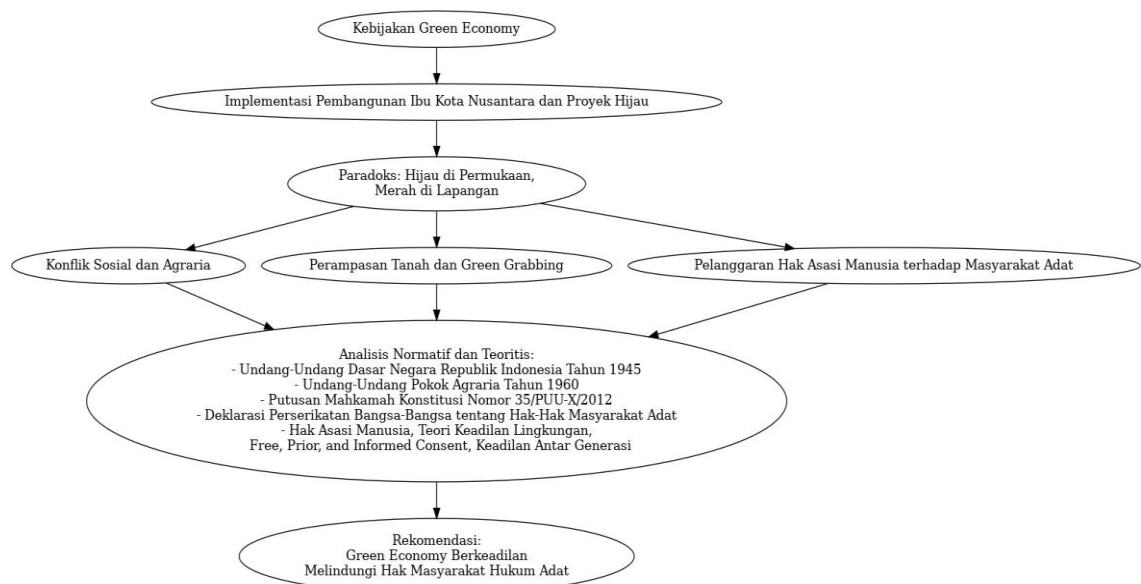 Kebijakan Green Economy
Implementasi Pembangunan Ibu Kota Nusantara dan Proyek Hijau
Paradoks: Hijau di Permukaan,
Merah di Lapangan
Konflik Sosial dan Agraria
Perampasan Tanah dan Green Grabbing
Pelanggaran Hak Asasi Manusia terhadap Masyarakat Adat
Analisis Normatif dan Teoritis:
- Undang-Undang Dasar Negara Republik Indonesia Tahun 1945
- Undang-Undang Pokok Agraria Tahun 1960
- Putusan Mahkamah Konstitusi Nomor 35/PUU-X/2012
- Deklarasi Perserikatan Bangsa-Bangsa tentang Hak-Hak Masyarakat Adat
- Hak Asasi Manusia, Teori Keadilan Lingkungan,
Free, Prior, and Informed Consent, Keadilan Antar Generasi
Rekomendasi:
Green Economy Berkeadilan
Melindungi Hak Masyarakat Hukum Adat